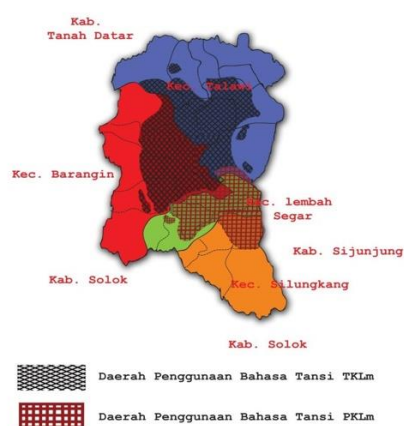 Kab.
Tanah Datar
Kec. Talawi
Kec. Barangin
Kec. lembah
Segar
Kab. Sijunjung
Kab. Solok
Kec. Silungkang
Kab. Solok
Daerah Penggunaan Bahasa Tansi TKLm
Daerah Penggunaan Bahasa Tansi PKLm